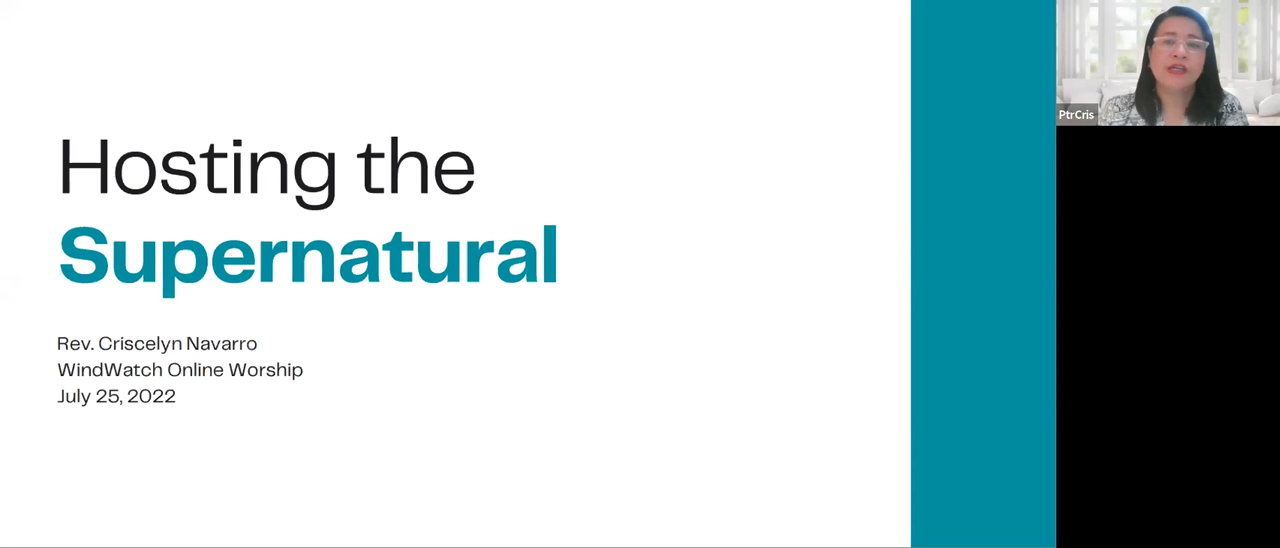 Hosting the
Supernatural
Rev. Criscelyn Navarro
WindWatch Online Worship
July 25, 2022
PtrCris